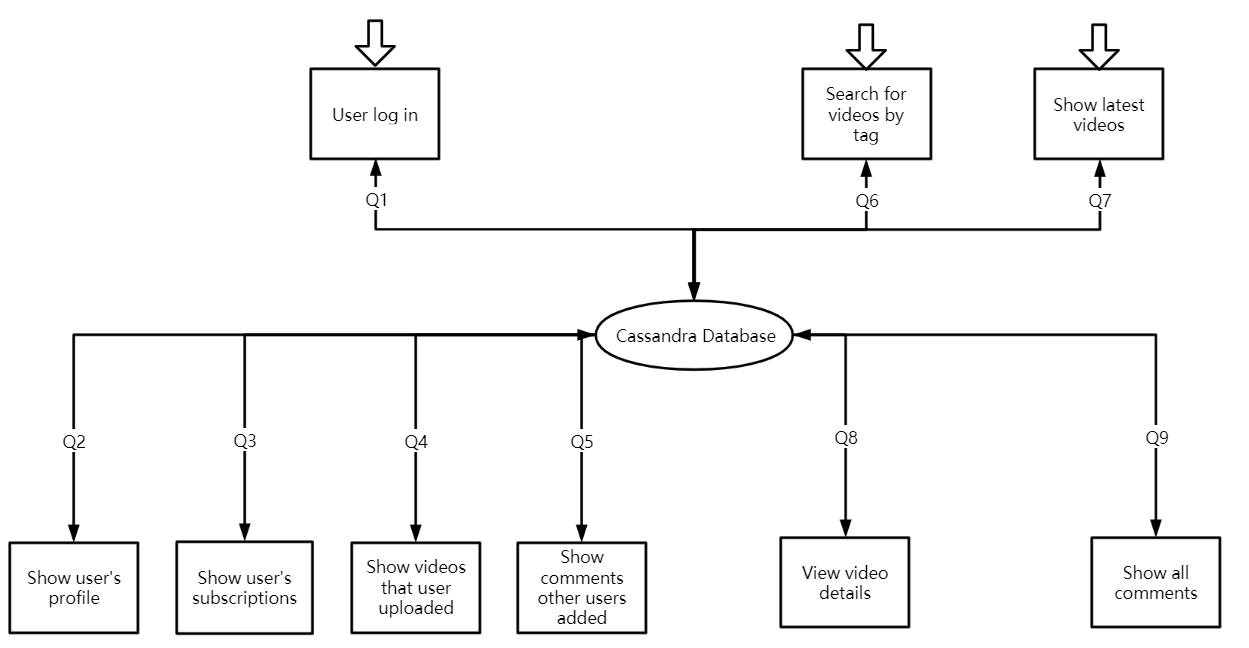 User log in
Search for
videos by
tag
Show latest
videos
Q1
Q6
Q7
Cassandra Database
Q2
Q3
Q4
Q5
Q8
Q9
Show user's
profile
Show user's
subscriptions
Show videos
that user
uploaded
Show
comments
other users
added
View video
details
Show all
comments